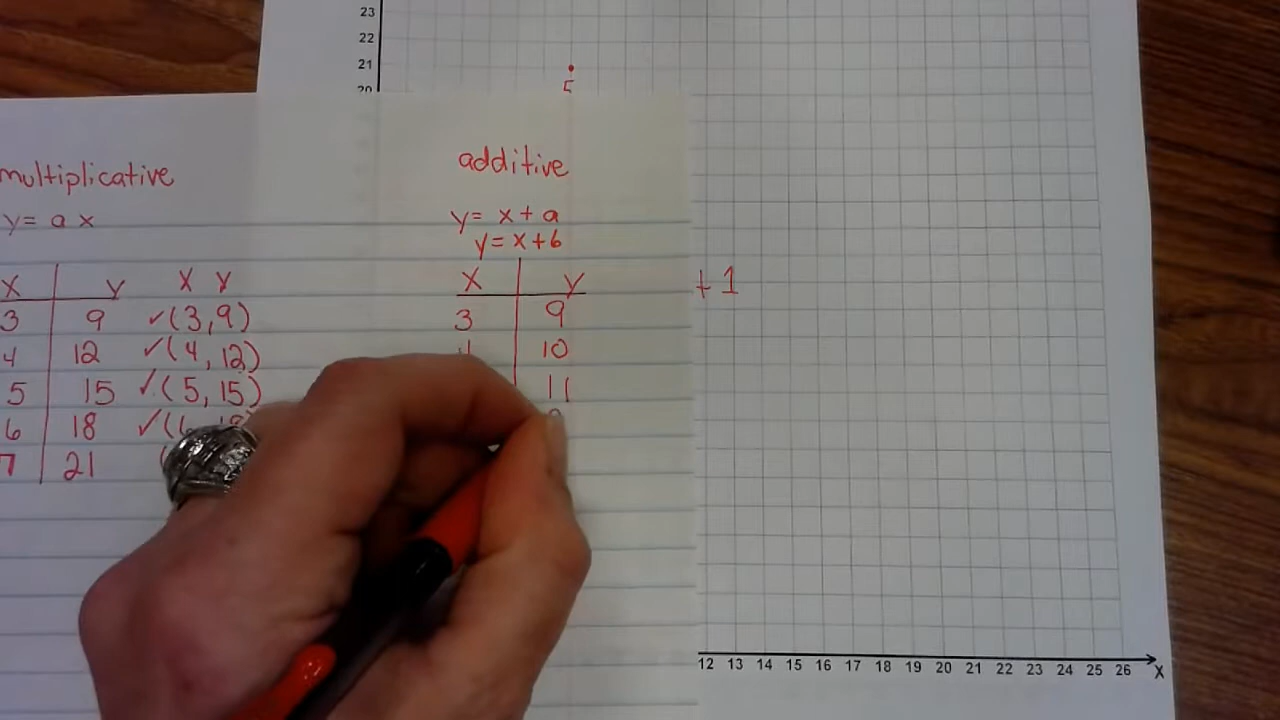 23
22
21
20
multiplicative
y = ax
X Y X Y
3 9 ✓(3,9)
4 12 ✓(4,12)
5 15 ✓(5,15)
6 18
7 21
additive
y = x + a
y = x + 6
X Y
3 9
10
11
+ 1
12 13 14 15 16 17 18 19 20 21 22 23 24 25 26 X